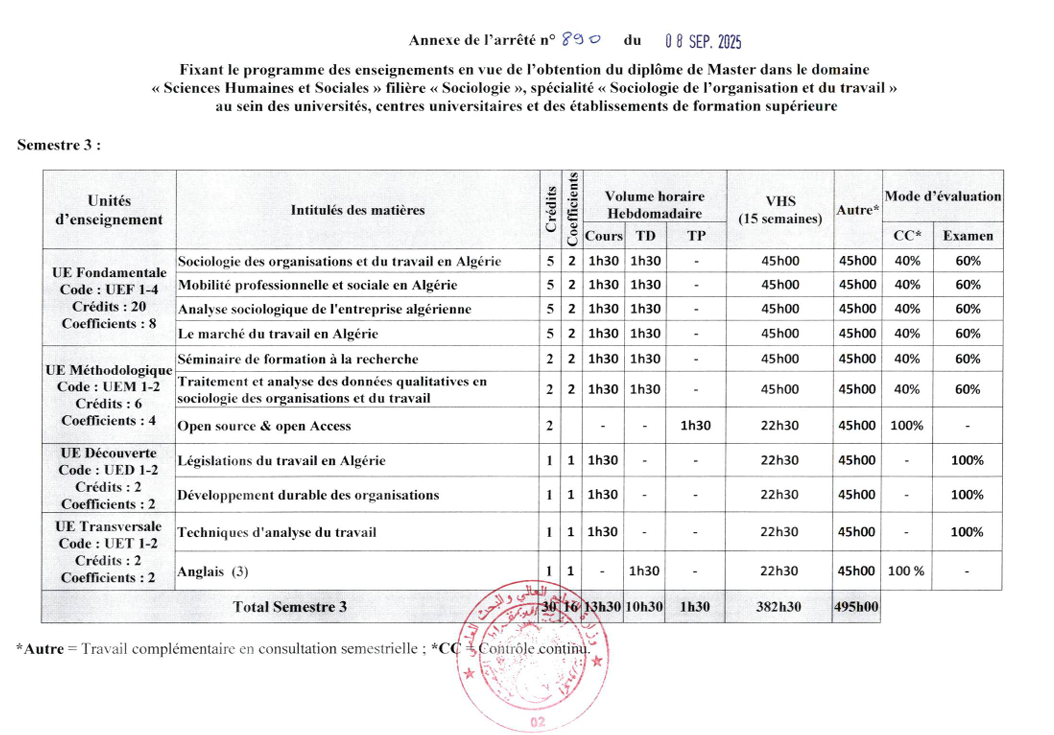 Annexe de l'arrêté n° 890 du 08 SEP. 2025
Fixant le programme des enseignements en vue de l'obtention du diplôme de Master dans le domaine
« Sciences Humaines et Sociales » filière « Sociologie », spécialité « Sociologie de l'organisation et du travail »
au sein des universités, centres universitaires et des établissements de formation supérieure
Semestre 3 :
Unités d'enseignement | Intitulés des matières | Crédits | Coefficients | Volume horaire Hebdomadaire | VHS (15 semaines) | Autre* | Mode d'évaluation
Cours | TD | TP | CC* | Examen
UE Fondamentale
Code : UEF 1-4
Crédits : 20
Coefficients : 8
Sociologie des organisations et du travail en Algérie | 5 | 2 | 1h30 | 1h30 | - | 45h00 | 45h00 | 40% | 60%
Mobilité professionnelle et sociale en Algérie | 5 | 2 | 1h30 | 1h30 | - | 45h00 | 45h00 | 40% | 60%
Analyse sociologique de l'entreprise algérienne | 5 | 2 | 1h30 | 1h30 | - | 45h00 | 45h00 | 40% | 60%
Le marché du travail en Algérie | 5 | 2 | 1h30 | 1h30 | - | 45h00 | 45h00 | 40% | 60%
UE Méthodologique
Code : UEM 1-2
Crédits : 6
Coefficients : 4
Séminaire de formation à la recherche | 2 | 2 | 1h30 | 1h30 | - | 45h00 | 45h00 | 40% | 60%
Traitement et analyse des données qualitatives en
sociologie des organisations et du travail | 2 | 2 | 1h30 | 1h30 | - | 45h00 | 45h00 | 40% | 60%
Open source & open Access | 2 | | - | - | 1h30 | 22h30 | 45h00 | 100% | -
UE Découverte
Code : UED 1-2
Crédits : 2
Coefficients : 2
Législations du travail en Algérie | 1 | 1 | 1h30 | - | - | 22h30 | 45h00 | - | 100%
Développement durable des organisations | 1 | 1 | 1h30 | - | - | 22h30 | 45h00 | - | 100%
UE Transversale
Code : UET 1-2
Crédits : 2
Coefficients : 2
Techniques d'analyse du travail | 1 | 1 | 1h30 | - | - | 22h30 | 45h00 | - | 100%
Anglais (3) | 1 | 1 | - | 1h30 | - | 22h30 | 45h00 | 100 % | -
Total Semestre 3 | 30 | 16 | 13h30 | 10h30 | 1h30 | 382h30 | 495h00
*Autre = Travail complémentaire en consultation semestrielle ; *CC = Contrôle continu.
02